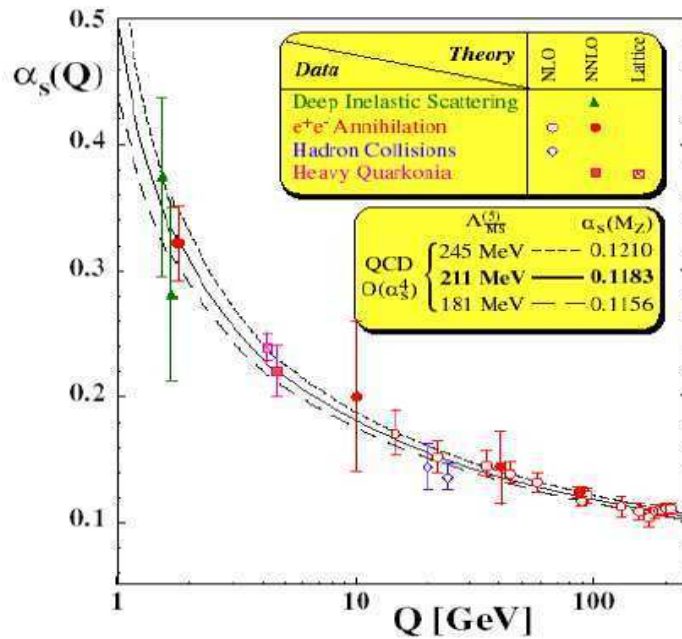 0.5
αs(Q)
0.4
0.3
0.2
0.1
1 10 100
Q [GeV]
Theory
Data
NLO
NNLO
Lattice
Deep Inelastic Scattering
e+e- Annihilation
Hadron Collisions
Heavy Quarkonia
Λ(5)MS αs(MZ)
QCD
O(αs4)
245 MeV 0.1210
211 MeV 0.1183
181 MeV 0.1156